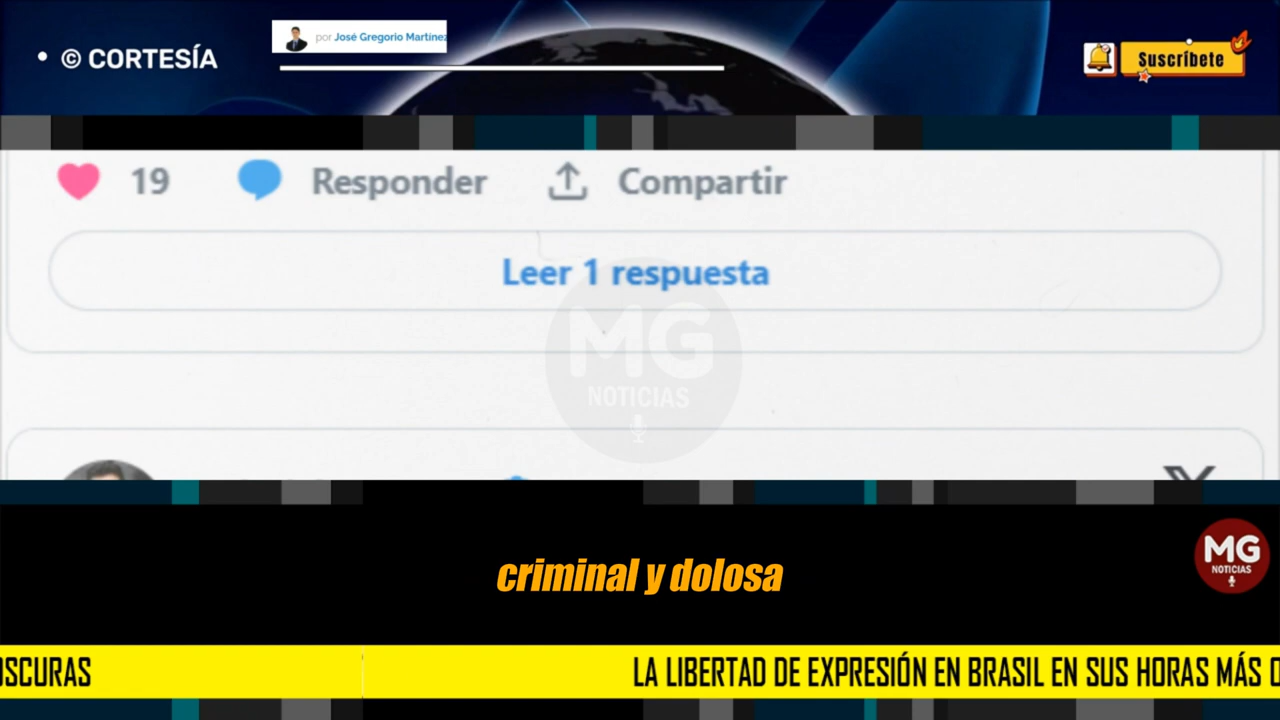 • © CORTESÍA
por José Gregorio Martínez
Suscríbete
19 Responder Compartir
Leer 1 respuesta
MG
NOTICIAS
criminal y dolosa
MG
NOTICIAS
OSCURAS LA LIBERTAD DE EXPRESIÓN EN BRASIL EN SUS HORAS MÁS O